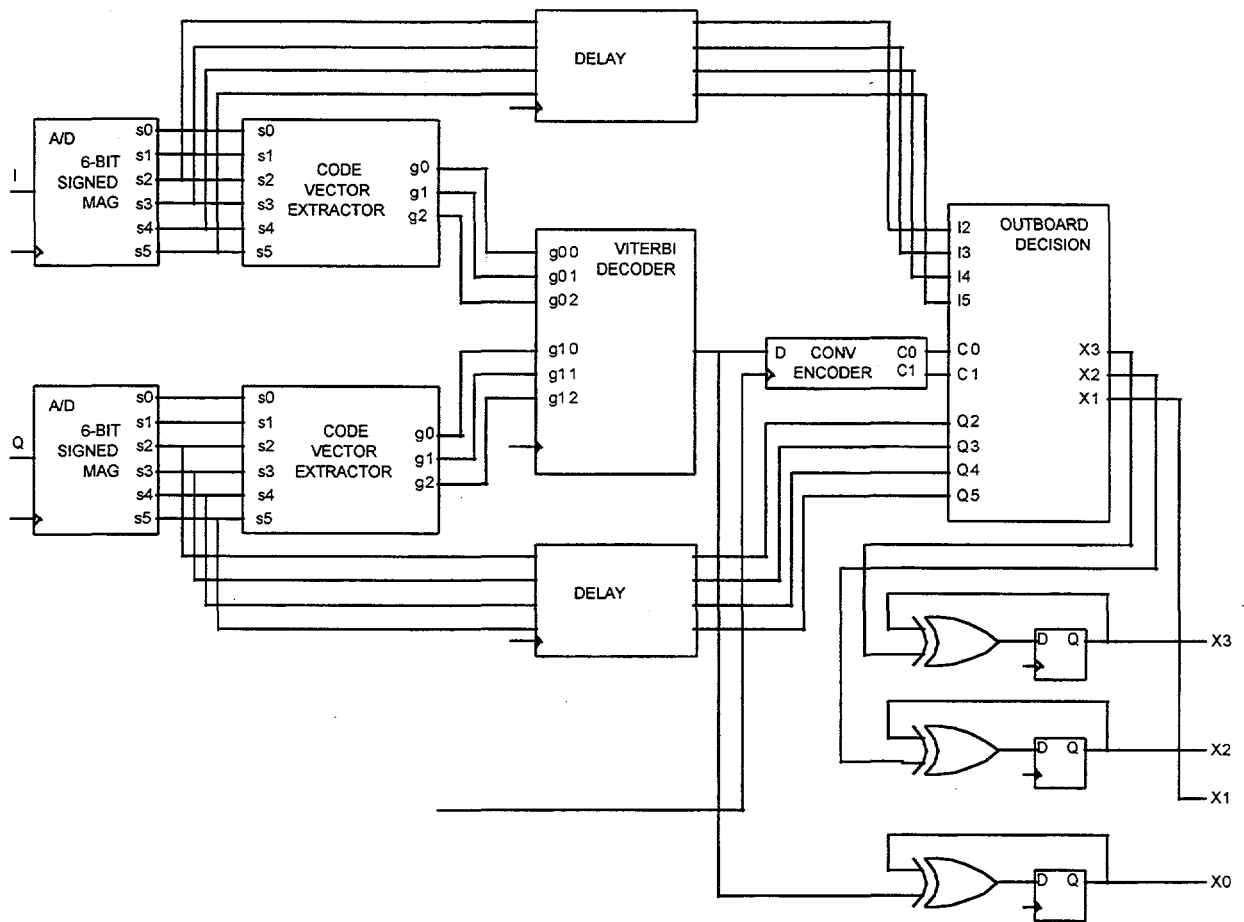 DELAY
I
A/D
6-BIT
SIGNED
MAG
s0
s1
s2
s3
s4
s5
s0
s1
s2
s3
s4
s5
CODE
VECTOR
EXTRACTOR
g0
g1
g2
VITERBI
DECODER
g00
g01
g02
g10
g11
g12
OUTBOARD
DECISION
I2
I3
I4
I5
C0
C1
Q2
Q3
Q4
Q5
X3
X2
X1
D CONV C0
ENCODER C1
Q
A/D
6-BIT
SIGNED
MAG
s0
s1
s2
s3
s4
s5
s0
s1
s2
s3
s4
s5
CODE
VECTOR
EXTRACTOR
g0
g1
g2
DELAY
D Q
X3
D Q
X2
X1
D Q
X0